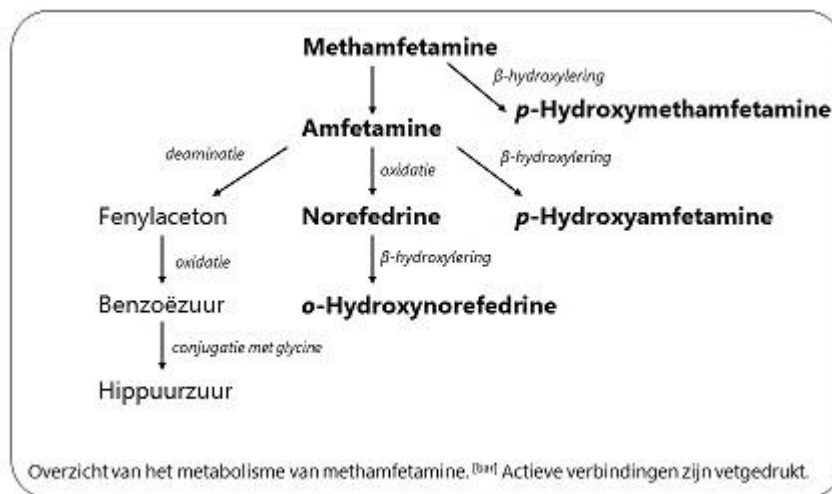 Methamfetamine
β-hydroxylering
p-Hydroxymethamfetamine
Amfetamine
deaminatie
oxidatie
β-hydroxylering
Fenylaceton
Norefedrine
p-Hydroxyamfetamine
oxidatie
β-hydroxylering
Benzoëzuur
o-Hydroxynorefedrine
conjugatie met glycine
Hippuurzuur
Overzicht van het metabolisme van methamfetamine. [bar] Actieve verbindingen zijn vetgedrukt.